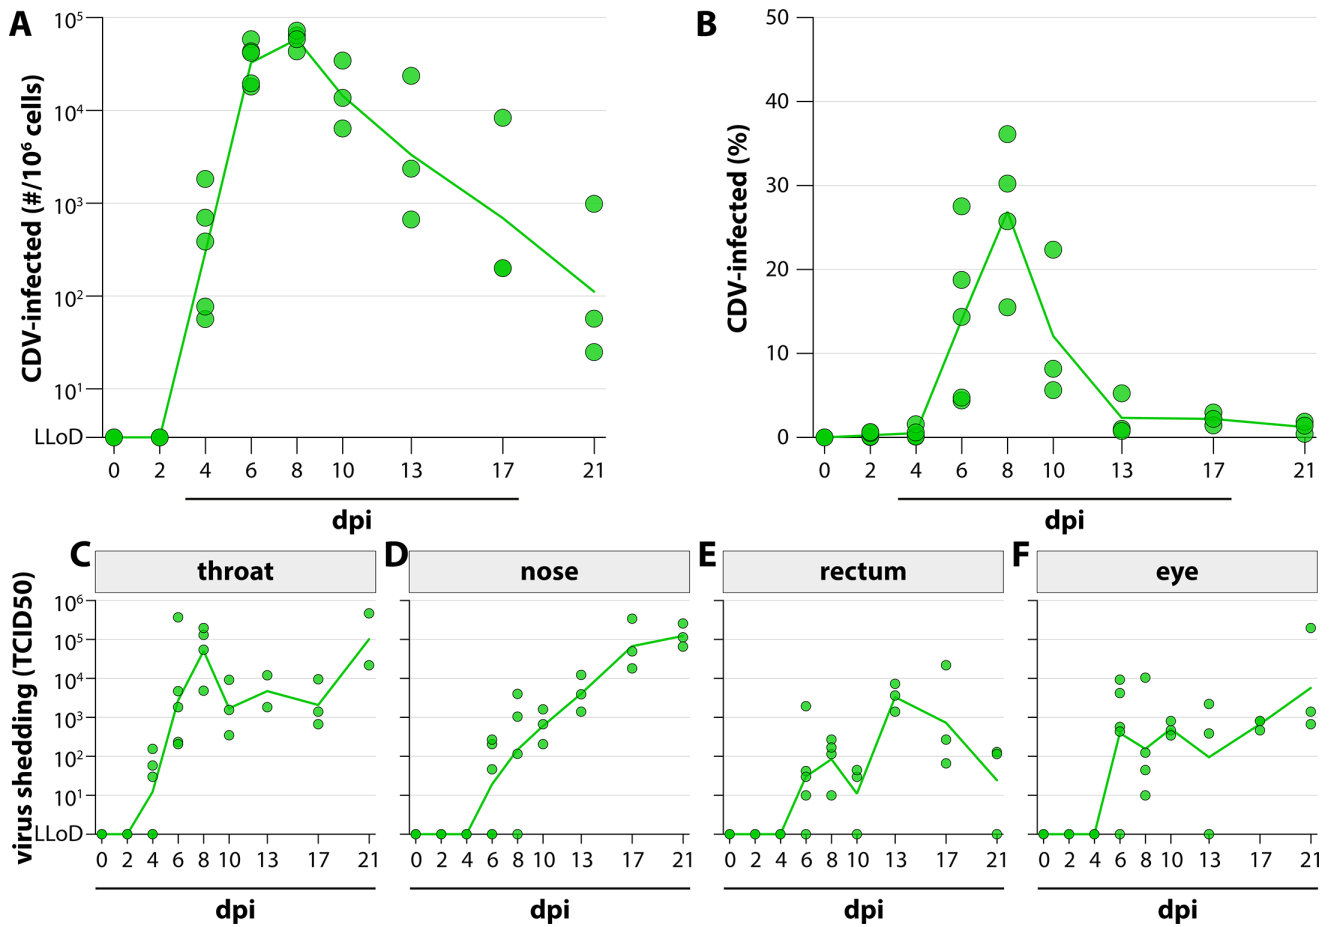 A
CDV-infected (#/10⁶ cells)
10⁵
10⁴
10³
10²
10¹
LLoD
0 2 4 6 8 10 13 17 21
dpi
B
CDV-infected (%)
50
40
30
20
10
0
0 2 4 6 8 10 13 17 21
dpi
C
throat
D
nose
E
rectum
F
eye
virus shedding (TCID50)
10⁶
10⁵
10⁴
10³
10²
10¹
LLoD
0 2 4 6 8 10 13 17 21
dpi
0 2 4 6 8 10 13 17 21
dpi
0 2 4 6 8 10 13 17 21
dpi
0 2 4 6 8 10 13 17 21
dpi